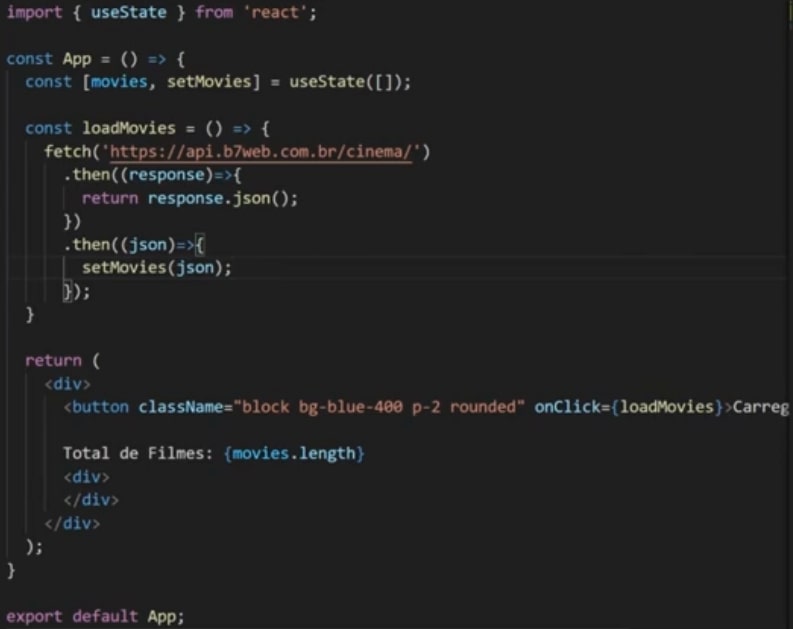 import { useState } from 'react';
const App = () => {
const [movies, setMovies] = useState([]);
const loadMovies = () => {
fetch('https://api.b7web.com.br/cinema/')
.then((response)=>{
return response.json();
})
.then((json)=>{
setMovies(json);
});
}
return (
<div>
<button className="block bg-blue-400 p-2 rounded" onClick={loadMovies}>Carreg
Total de Filmes: {movies.length}
<div>
</div>
</div>
);
}
export default App;